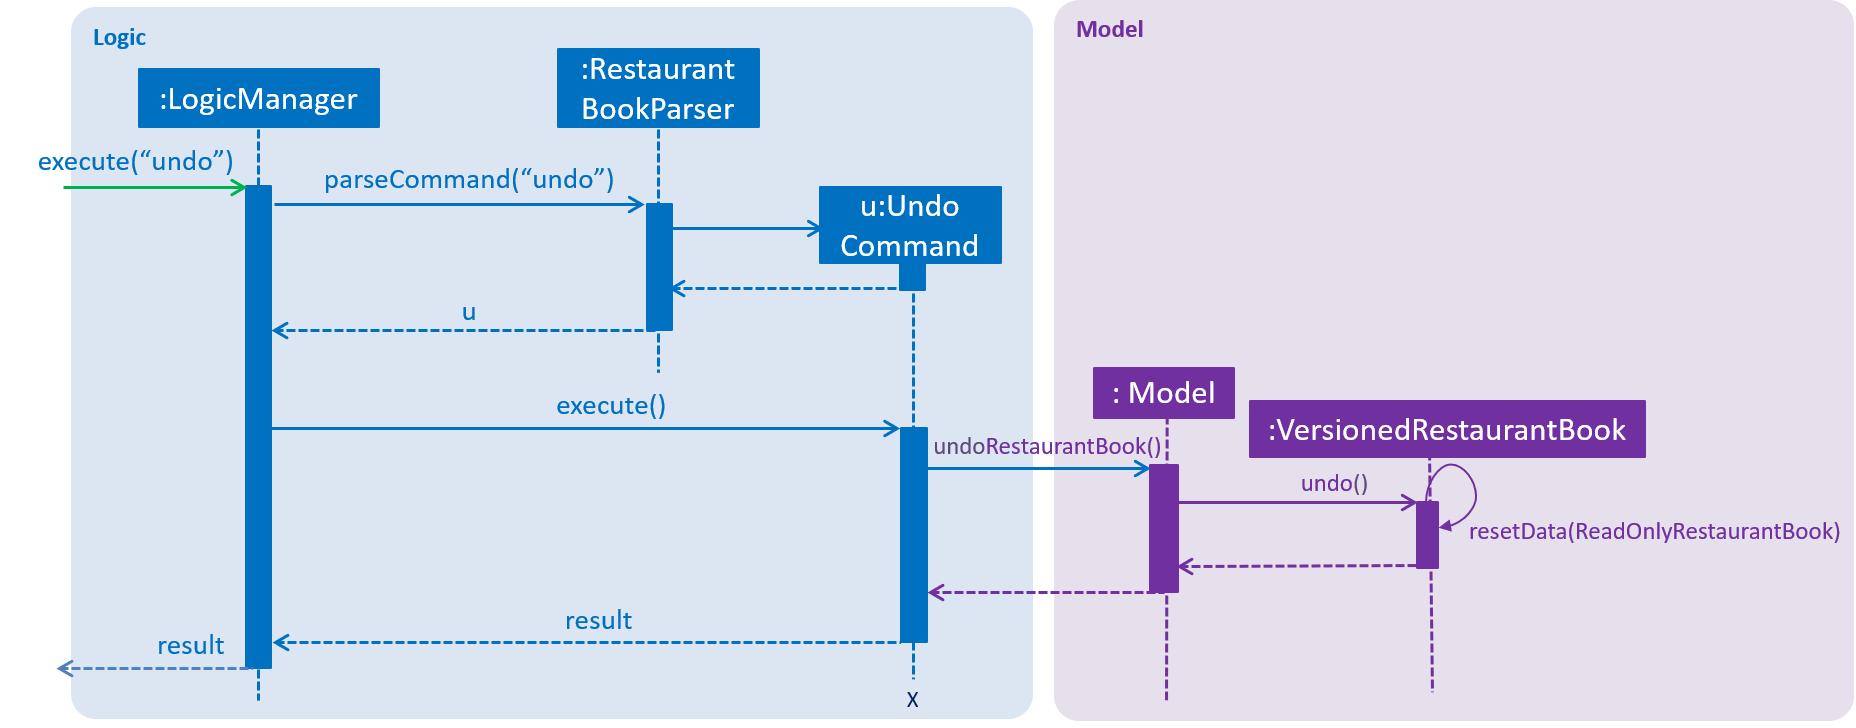 Logic
Model
:LogicManager
:Restaurant
BookParser
execute(“undo”)
parseCommand(“undo”)
u:Undo
Command
u
execute()
: Model
:VersionedRestaurantBook
undoRestaurantBook()
undo()
resetData(ReadOnlyRestaurantBook)
result
result
X